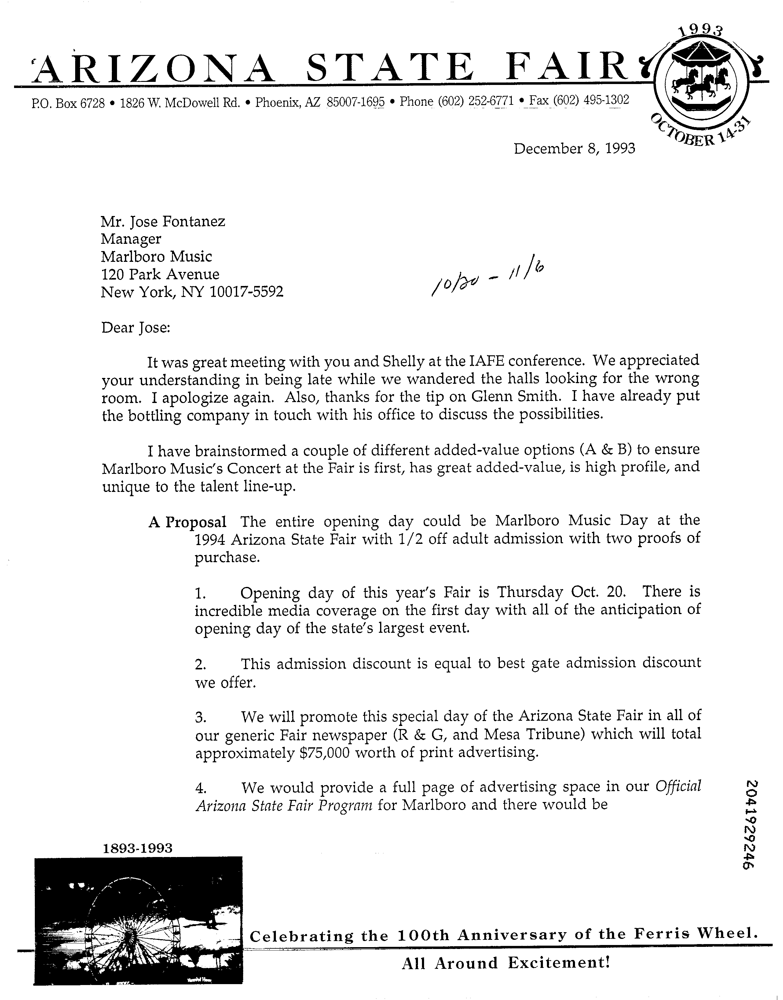 1993
ARIZONA STATE FAIR
P.O. Box 6728 • 1826 W. McDowell Rd. • Phoenix, AZ 85007-1695 • Phone (602) 252-6771 • Fax (602) 495-1302
OCTOBER 14-31
December 8, 1993
Mr. Jose Fontanez
Manager
Marlboro Music
120 Park Avenue
New York, NY 10017-5592
10/20 - 11/6
Dear Jose:
It was great meeting with you and Shelly at the IAFE conference. We appreciated
your understanding in being late while we wandered the halls looking for the wrong
room. I apologize again. Also, thanks for the tip on Glenn Smith. I have already put
the bottling company in touch with his office to discuss the possibilities.
I have brainstormed a couple of different added-value options (A & B) to ensure
Marlboro Music's Concert at the Fair is first, has great added-value, is high profile, and
unique to the talent line-up.
A Proposal The entire opening day could be Marlboro Music Day at the
1994 Arizona State Fair with 1/2 off adult admission with two proofs of
purchase.
1. Opening day of this year's Fair is Thursday Oct. 20. There is
incredible media coverage on the first day with all of the anticipation of
opening day of the state's largest event.
2. This admission discount is equal to best gate admission discount
we offer.
3. We will promote this special day of the Arizona State Fair in all of
our generic Fair newspaper (R & G, and Mesa Tribune) which will total
approximately $75,000 worth of print advertising.
4. We would provide a full page of advertising space in our Official
Arizona State Fair Program for Marlboro and there would be
2041929246
1893-1993
Celebrating the 100th Anniversary of the Ferris Wheel.
All Around Excitement!